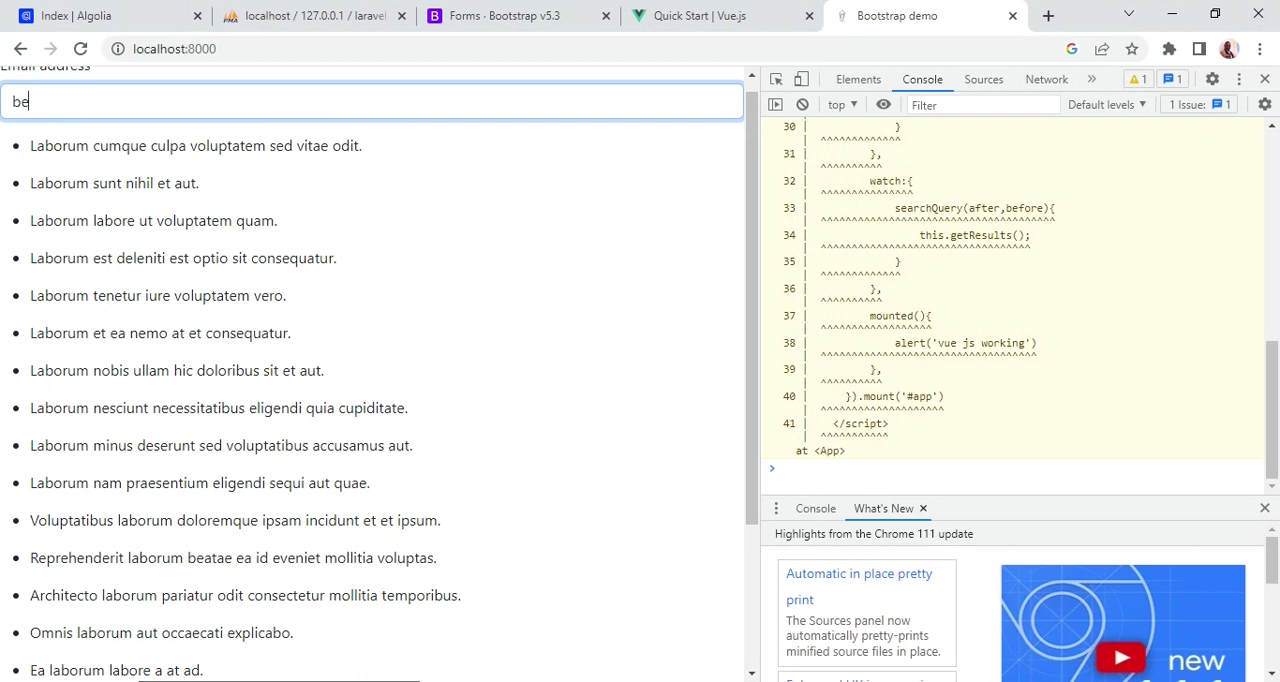 Index | Algolia
localhost / 127.0.0.1 / laravel
Forms · Bootstrap v5.3
Quick Start | Vue.js
Bootstrap demo
localhost:8000
Email address
be
Laborum cumque culpa voluptatem sed vitae odit.
Laborum sunt nihil et aut.
Laborum labore ut voluptatem quam.
Laborum est deleniti est optio sit consequatur.
Laborum tenetur iure voluptatem vero.
Laborum et ea nemo at et consequatur.
Laborum nobis ullam hic doloribus sit et aut.
Laborum nesciunt necessitatibus eligendi quia cupiditate.
Laborum minus deserunt sed voluptatibus accusamus aut.
Laborum nam praesentium eligendi sequi aut quae.
Voluptatibus laborum doloremque ipsam incidunt et et ipsum.
Reprehenderit laborum beatae ea id eveniet mollitia voluptas.
Architecto laborum pariatur odit consectetur mollitia temporibus.
Omnis laborum aut occaecati explicabo.
Ea laborum labore a at ad.
Elements Console Sources Network » 1 1
top Filter Default levels 1 Issue: 1
30 | }
^^^^^^^^^^^^^
31 | },
^^^^^^^^^^
32 | watch:{
^^^^^^^^^^^^^^^
33 | searchQuery(after,before){
^^^^^^^^^^^^^^^^^^^^^^^^^^^^^^^^^^^^^^
34 | this.getResults();
^^^^^^^^^^^^^^^^^^^^^^^^^^^^^^^^^^
35 | }
^^^^^^^^^^^^^
36 | },
^^^^^^^^^^
37 | mounted(){
^^^^^^^^^^^^^^^^^^
38 | alert('vue js working')
^^^^^^^^^^^^^^^^^^^^^^^^^^^^^^^^^^^
39 | },
^^^^^^^^^^
40 | }).mount('#app')
^^^^^^^^^^^^^^^^^^^^
41 | </script>
^^^^^^^^^^^
at <App>
>
Console What's New
Highlights from the Chrome 111 update
Automatic in place pretty
print
The Sources panel now
automatically pretty-prints
minified source files in place.
new